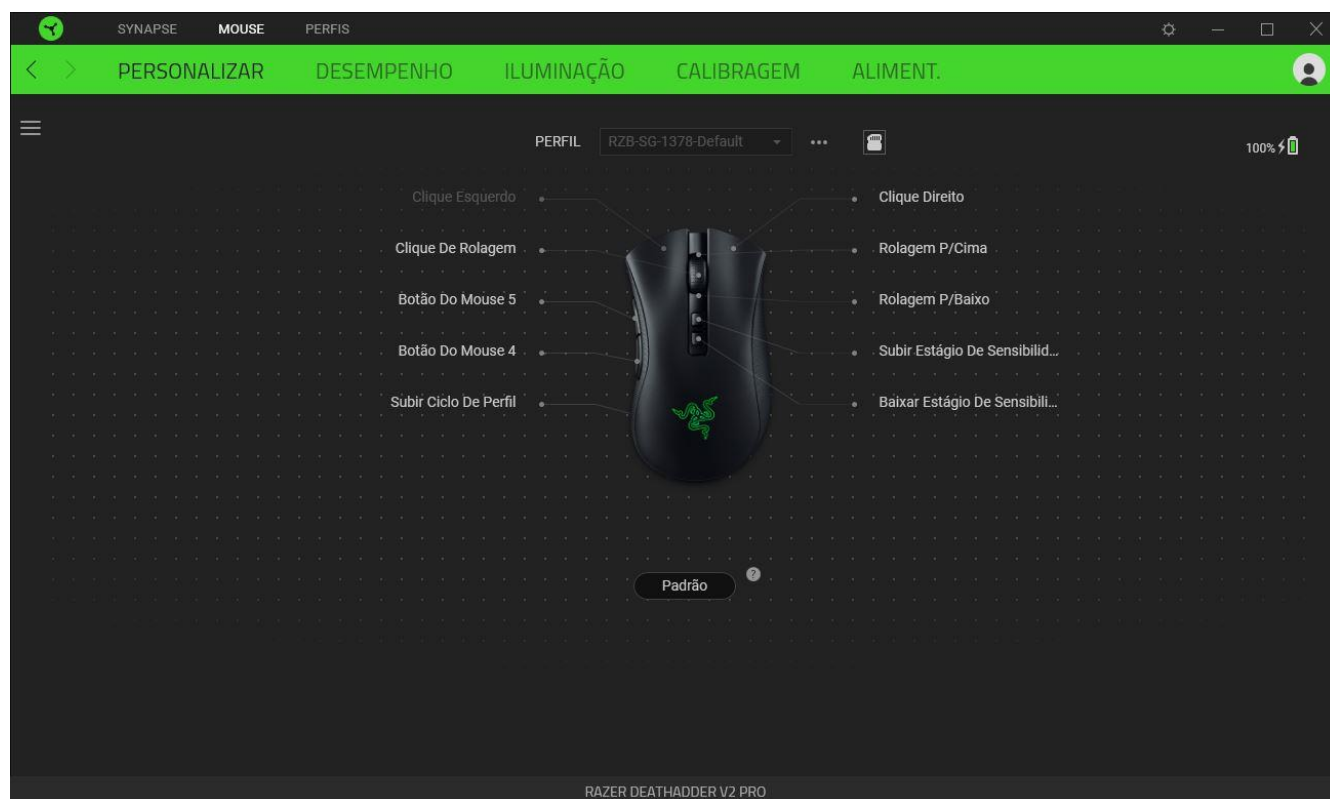 SYNAPSE MOUSE PERFIS
PERSONALIZAR DESEMPENHO ILUMINAÇÃO CALIBRAGEM ALIMENT.
PERFIL RZB-SG-1378-Default
100%
Clique Esquerdo Clique Direito
Clique De Rolagem Rolagem P/Cima
Botão Do Mouse 5 Rolagem P/Baixo
Botão Do Mouse 4 Subir Estágio De Sensibilid...
Subir Ciclo De Perfil Baixar Estágio De Sensibili...
Padrão ?
RAZER DEATHADDER V2 PRO